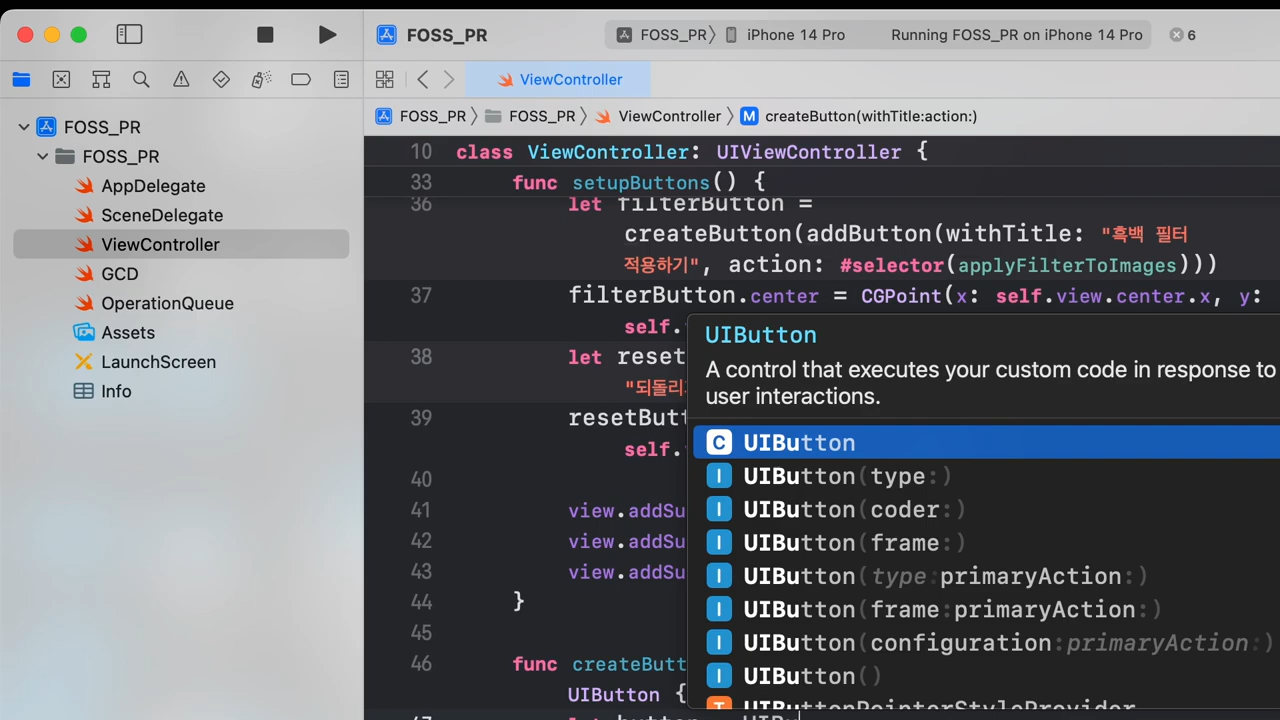 FOSS_PR
FOSS_PR
iPhone 14 Pro
Running FOSS_PR on iPhone 14 Pro
6
ViewController
FOSS_PR
FOSS_PR
ViewController
M
createButton(withTitle:action:)
FOSS_PR
FOSS_PR
AppDelegate
SceneDelegate
ViewController
GCD
OperationQueue
Assets
LaunchScreen
Info
10 class ViewController: UIViewController {
33 func setupButtons() {
36 let filterButton =
createButton(addButton(withTitle: "흑백 필터
적용하기", action: #selector(applyFilterToImages)))
37 filterButton.center = CGPoint(x: self.view.center.x, y:
self.
38 let reset
"되돌리
39 resetButt
self.
40
41 view.addSu
42 view.addSu
43 view.addSu
44 }
45
46 func createButt
UIButton {
47 let button = UIBu
UIButton
A control that executes your custom code in response to
user interactions.
C UIButton
I UIButton(type:)
I UIButton(coder:)
I UIButton(frame:)
I UIButton(type:primaryAction:)
I UIButton(frame:primaryAction:)
I UIButton(configuration:primaryAction:)
I UIButton()
T UIButtonPointerStyleProvider